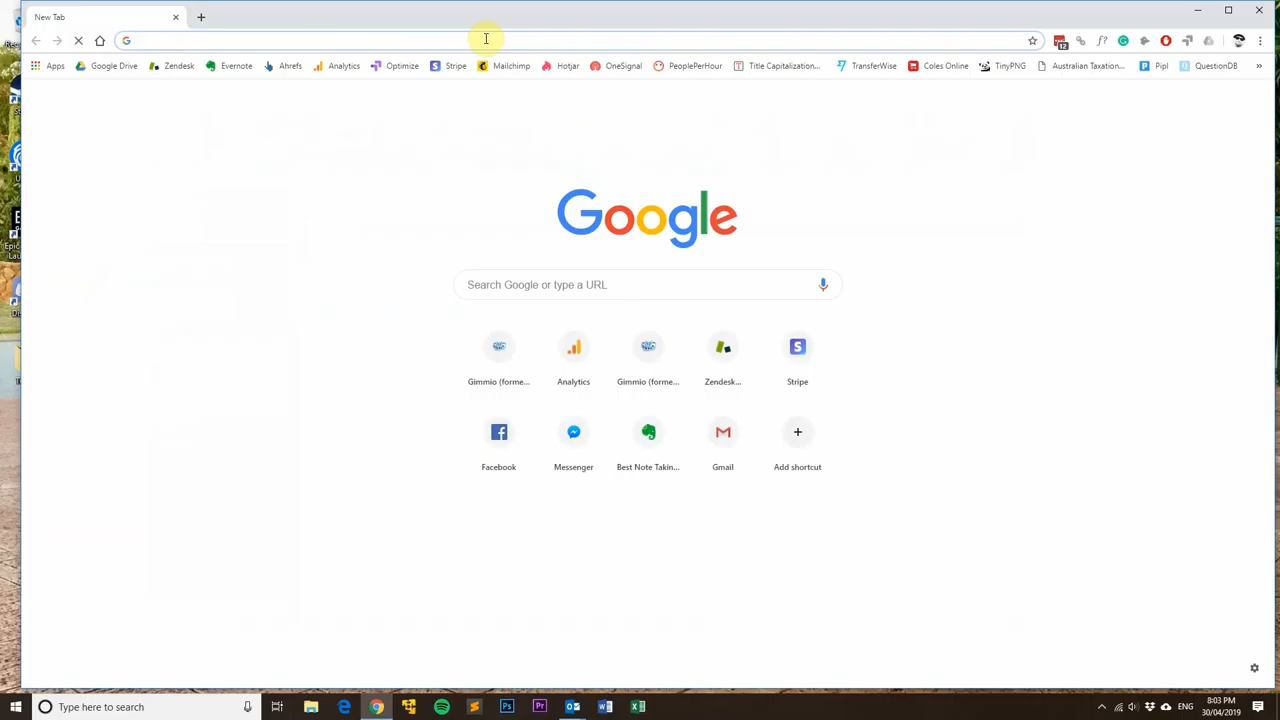 New Tab
Apps Google Drive Zendesk Evernote Ahrefs Analytics Optimize Stripe Mailchimp Hotjar OneSignal PeoplePerHour Title Capitalization... TransferWise Coles Online TinyPNG Australian Taxation... Pipl QuestionDB »
12
f?
Google
Search Google or type a URL
Gimmio (forme... Analytics Gimmio (forme... Zendesk... Stripe
Facebook Messenger Best Note Takin... Gmail Add shortcut
Type here to search
ENG
8:03 PM
30/04/2019